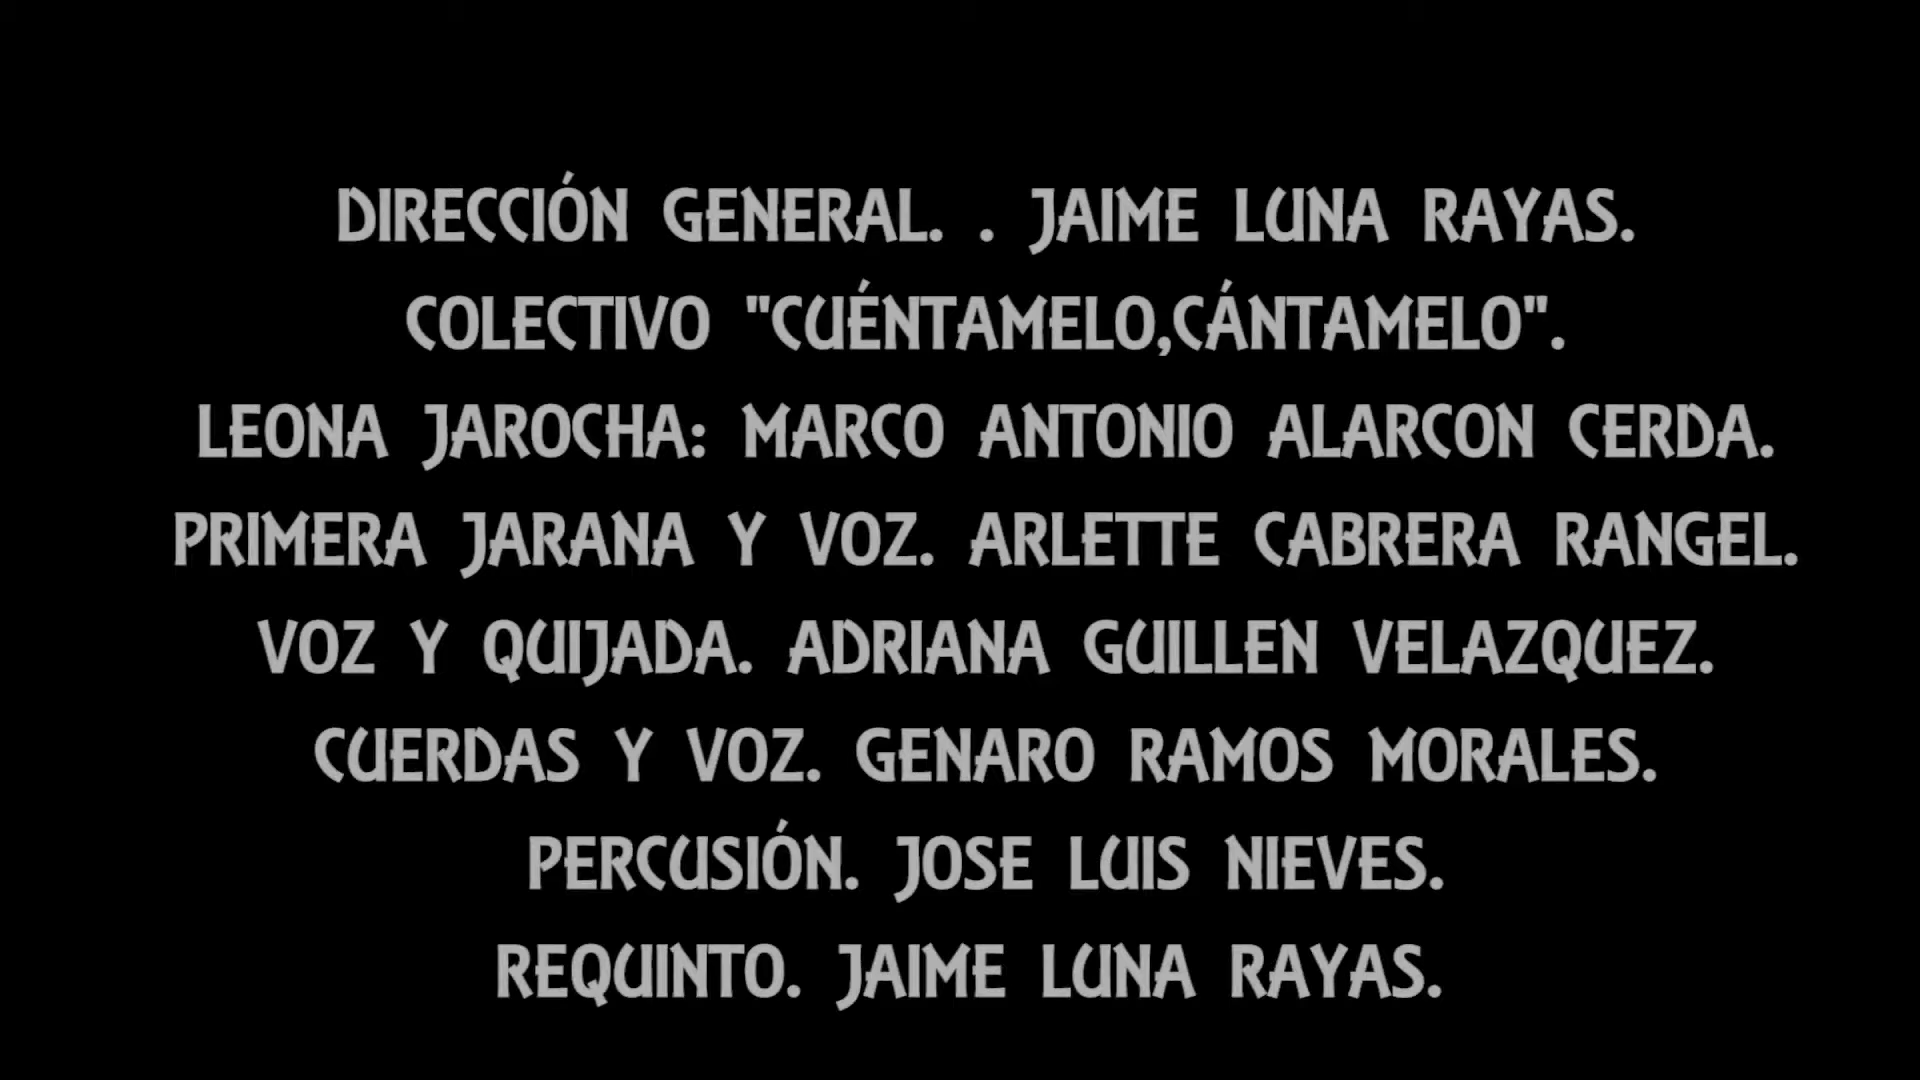 DIRECCIÓN GENERAL. . JAIME LUNA RAYAS.
COLECTIVO "CUÉNTAMELO,CÁNTAMELO".
LEONA JAROCHA: MARCO ANTONIO ALARCON CERDA.
PRIMERA JARANA Y VOZ. ARLETTE CABRERA RANGEL.
VOZ Y QUIJADA. ADRIANA GUILLEN VELAZQUEZ.
CUERDAS Y VOZ. GENARO RAMOS MORALES.
PERCUSIÓN. JOSE LUIS NIEVES.
REQUINTO. JAIME LUNA RAYAS.